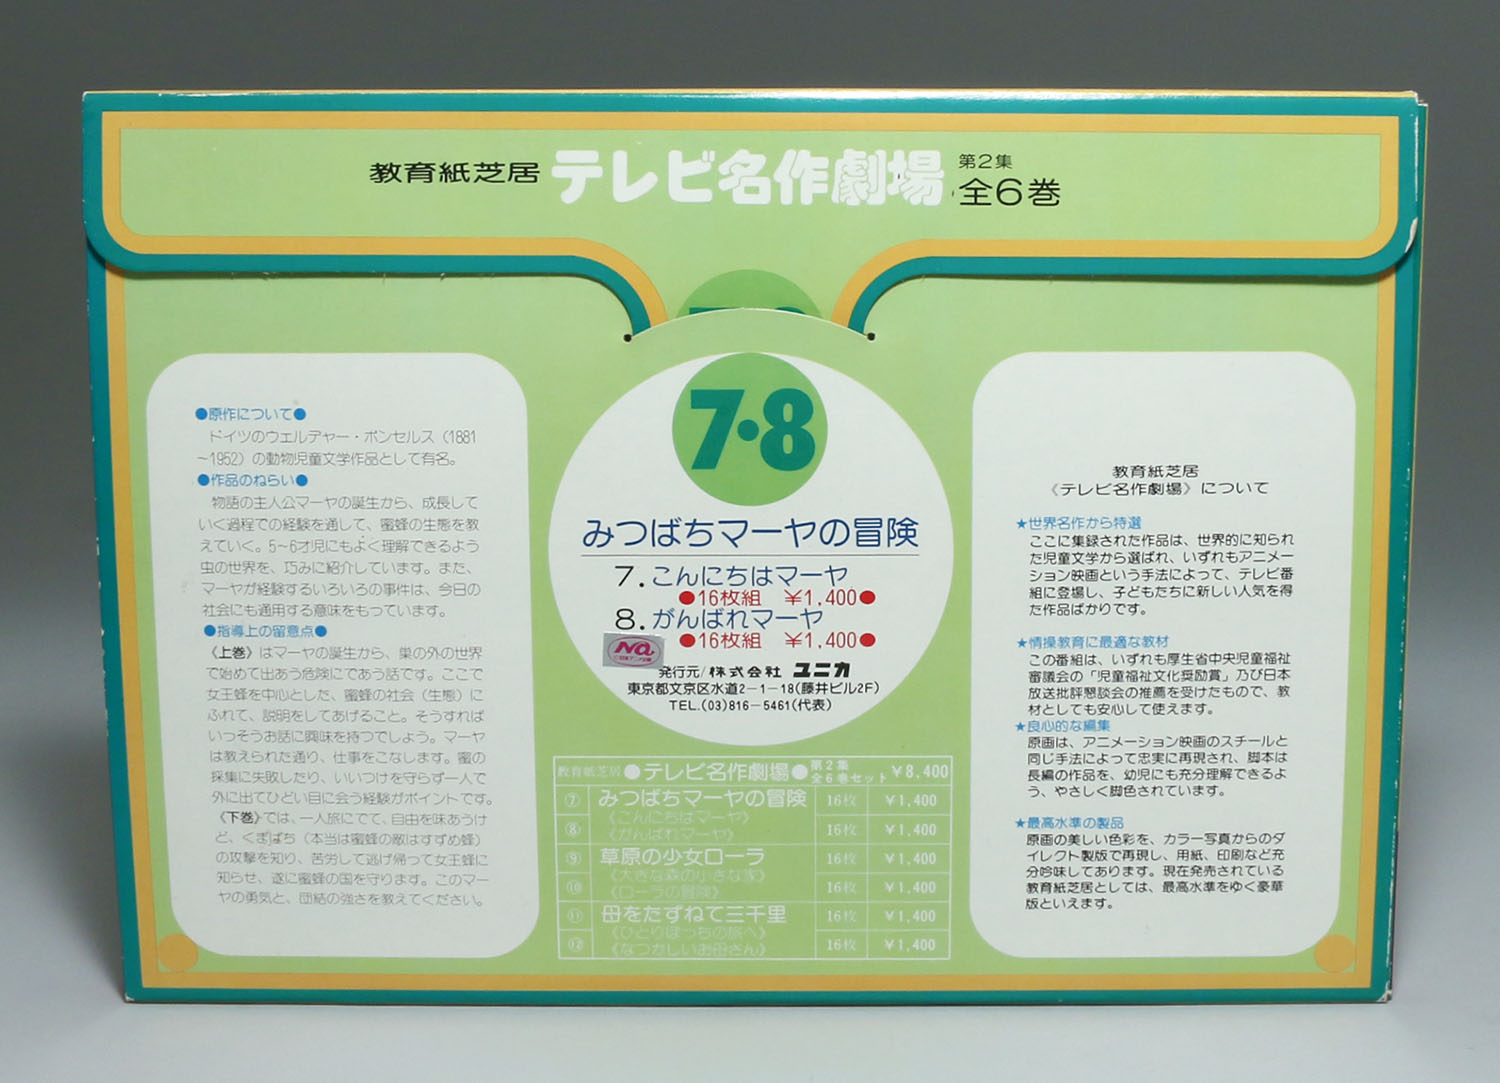 教育紙芝居 テレビ名作劇場 第2集 全6巻
●原作について●
ドイツのウェルデャー・ボンゼルス（1881
～1952）の動物児童文学作品として有名。
●作品のねらい●
物語の主人公マーヤの誕生から、成長して
いく過程での経験を通して、蜜蜂の生態を教
えていく。5～6才児にもよく理解できるよう
虫の世界を、巧みに紹介しています。また、
マーヤが経験するいろいろの事件は、今日の
社会にも通用する意味をもっています。
●指導上の留意点●
《上巻》はマーヤの誕生から、巣の外の世界
で始めて出あう危険にであう話です。ここで
女王蜂を中心とした、蜜蜂の社会（生態）に
ふれて、説明をしてあげること。そうすれば
いっそうお話に興味を持つでしょう。マーヤ
は教えられた通り、仕事をこなします。蜜の
採集に失敗したり、いいつけを守らず一人で
外に出てひどい目に会う経験がポイントです。
《下巻》では、一人旅にでて、自由を味あうけ
ど、くまばち（本当は蜜蜂の敵はすずめ蜂）
の攻撃を知り、苦労して逃げ帰って女王蜂に
知らせ、遂に蜜蜂の国を守ります。このマー
ヤの勇気と、団結の強さを教えてください。
7・8
みつばちマーヤの冒険
7.こんにちはマーヤ
●16枚組 ￥1,400●
8.がんばれマーヤ
●16枚組 ￥1,400●
NA
発行元/株式会社 ユニカ
東京都文京区水道2－1－18(藤井ビル2F)
TEL.(03)816－5461(代表)
教育紙芝居 ●テレビ名作劇場● 第2集 全6巻セット ￥8,400
⑦ みつばちマーヤの冒険 《こんにちはマーヤ》 16枚 ￥1,400
⑧ 《がんばれマーヤ》 16枚 ￥1,400
⑨ 草原の少女ローラ 《大きな森の小さな家》 16枚 ￥1,400
⑩ 《ローラの冒険》 16枚 ￥1,400
⑪ 母をたずねて三千里 《ひとりぼっちの旅へ》 16枚 ￥1,400
⑫ 《なつかしいお母さん》 16枚 ￥1,400
教育紙芝居
《テレビ名作劇場》について
★世界名作から特選
ここに集録された作品は、世界的に知られ
た児童文学から選ばれ、いずれもアニメー
ション映画という手法によって、テレビ番
組に登場し、子どもたちに新しい人気を得
た作品ばかりです。
★情操教育に最適な教材
この番組は、いずれも厚生省中央児童福祉
審議会の「児童福祉文化奨励賞」及び日本
放送批評懇談会の推薦を受けたもので、教
材としても安心して使えます。
★良心的な編集
原画は、アニメーション映画のスチールと
同じ手法によって忠実に再現され、脚本は
長編の作品を、幼児にも充分理解できるよ
う、やさしく脚色されています。
★最高水準の製品
原画の美しい色彩を、カラー写真からのダ
イレクト製版で再現し、用紙、印刷など充
分吟味してあります。現在発売されている
教育紙芝居としては、最高水準をゆく豪華
版といえます。